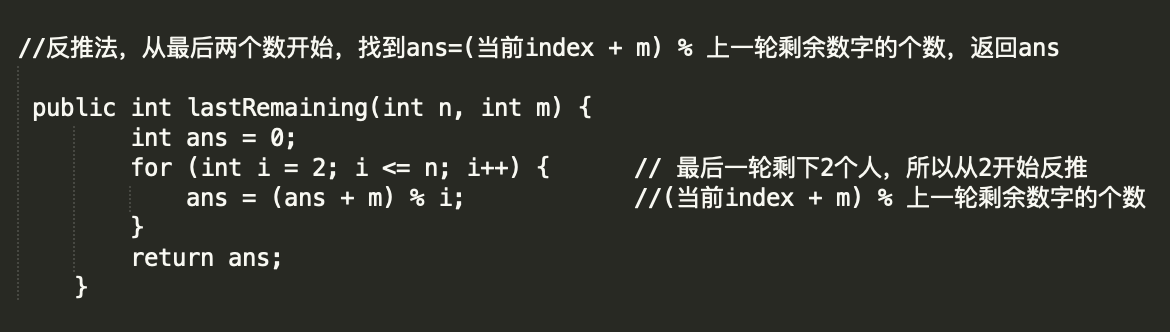 //反推法，从最后两个数开始，找到ans=(当前index + m) % 上一轮剩余数字的个数，返回ans
public int lastRemaining(int n, int m) {
int ans = 0;
for (int i = 2; i <= n; i++) { // 最后一轮剩下2个人，所以从2开始反推
ans = (ans + m) % i; //(当前index + m) % 上一轮剩余数字的个数
}
return ans;
}